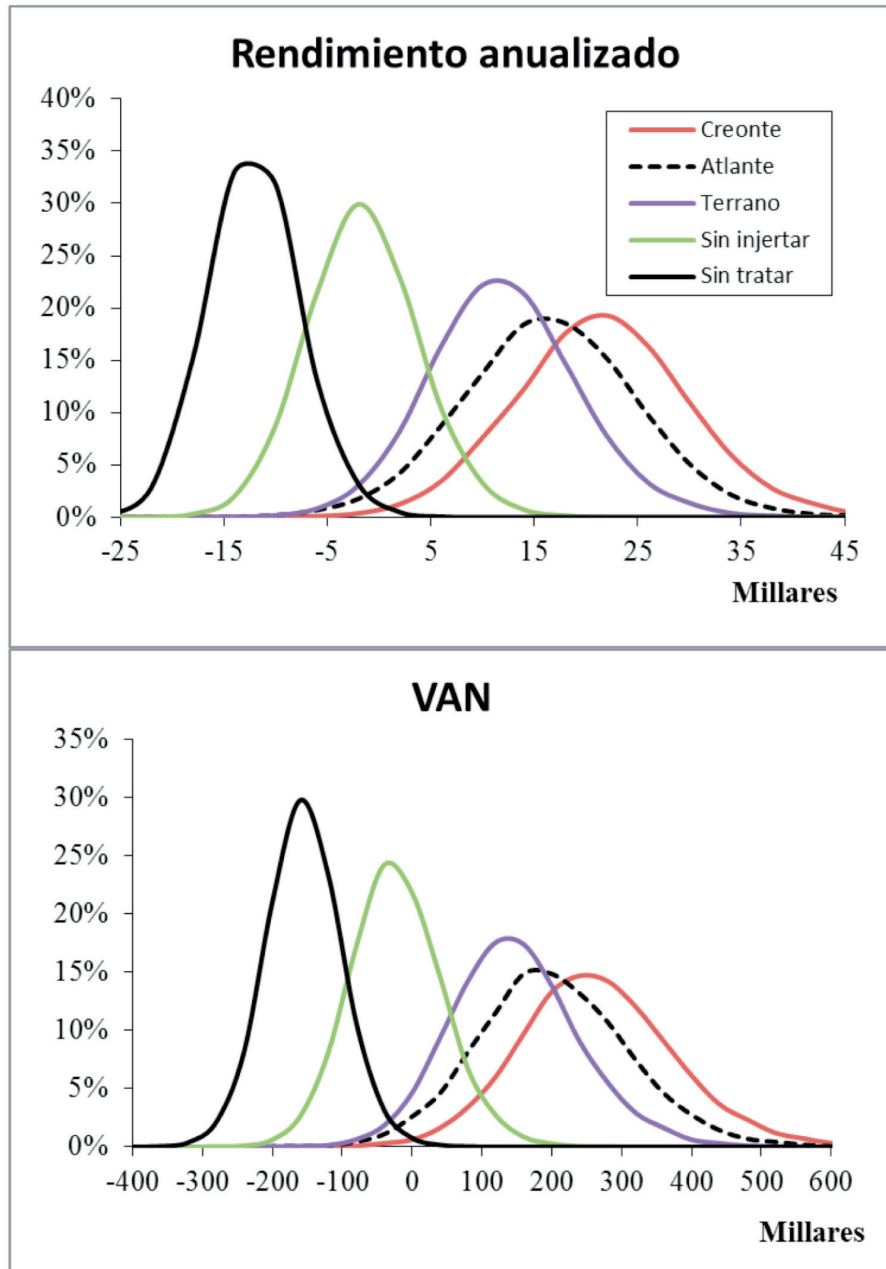 Rendimiento anualizado
40%
35%
30%
25%
20%
15%
10%
5%
0%
Creonte
Atlante
Terrano
Sin injertar
Sin tratar
-25 -15 -5 5 15 25 35 45
Millares
VAN
35%
30%
25%
20%
15%
10%
5%
0%
-400 -300 -200 -100 0 100 200 300 400 500 600
Millares